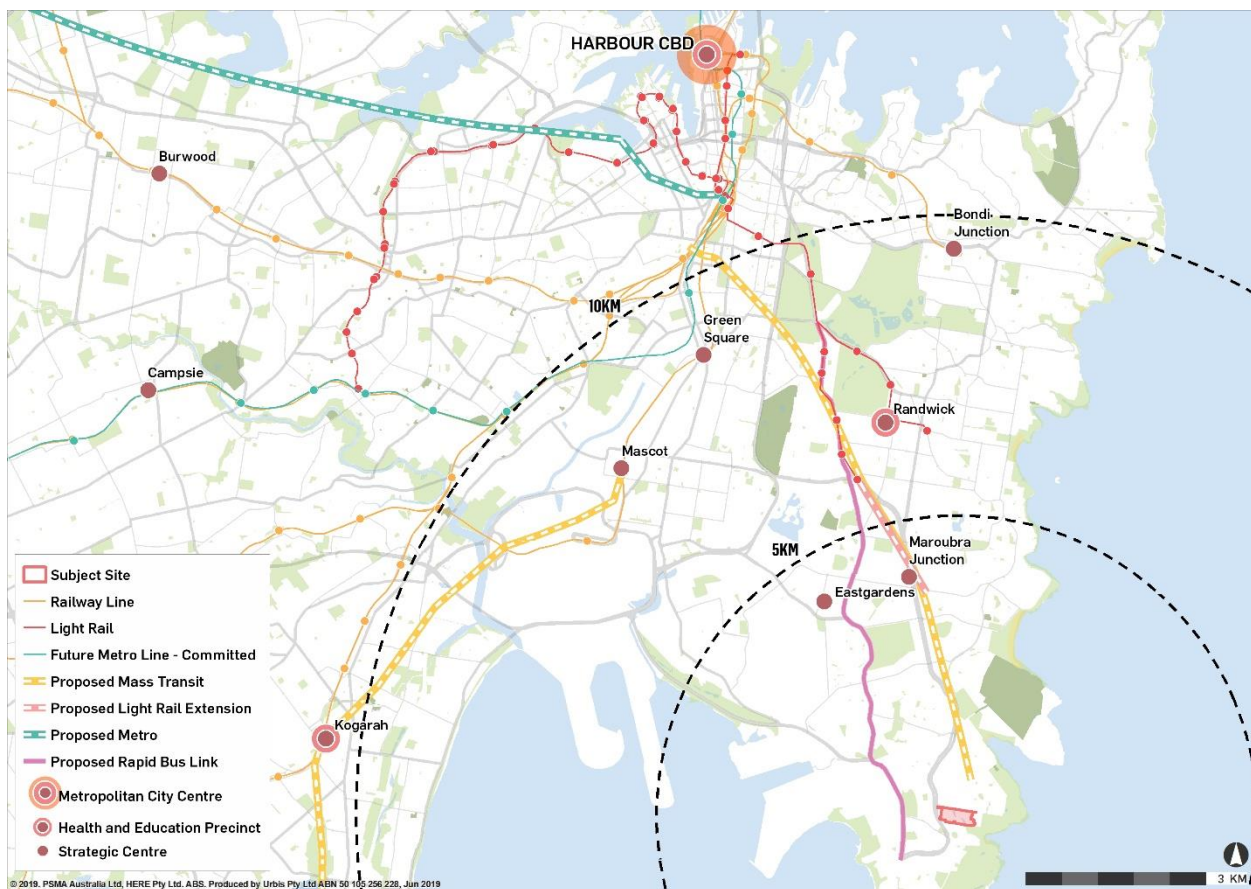 HARBOUR CBD
Burwood
Bondi
Junction
10KM
Green
Square
Campsie
Randwick
Mascot
5KM
Maroubra
Junction
Eastgardens
Kogarah
Subject Site
Railway Line
Light Rail
Future Metro Line - Committed
Proposed Mass Transit
Proposed Light Rail Extension
Proposed Metro
Proposed Rapid Bus Link
Metropolitan City Centre
Health and Education Precinct
Strategic Centre
3 KM
© 2019. PSMA Australia Ltd, HERE Pty Ltd. ABS. Produced by Urbis Pty Ltd ABN 50 105 256 228, Jun 2019